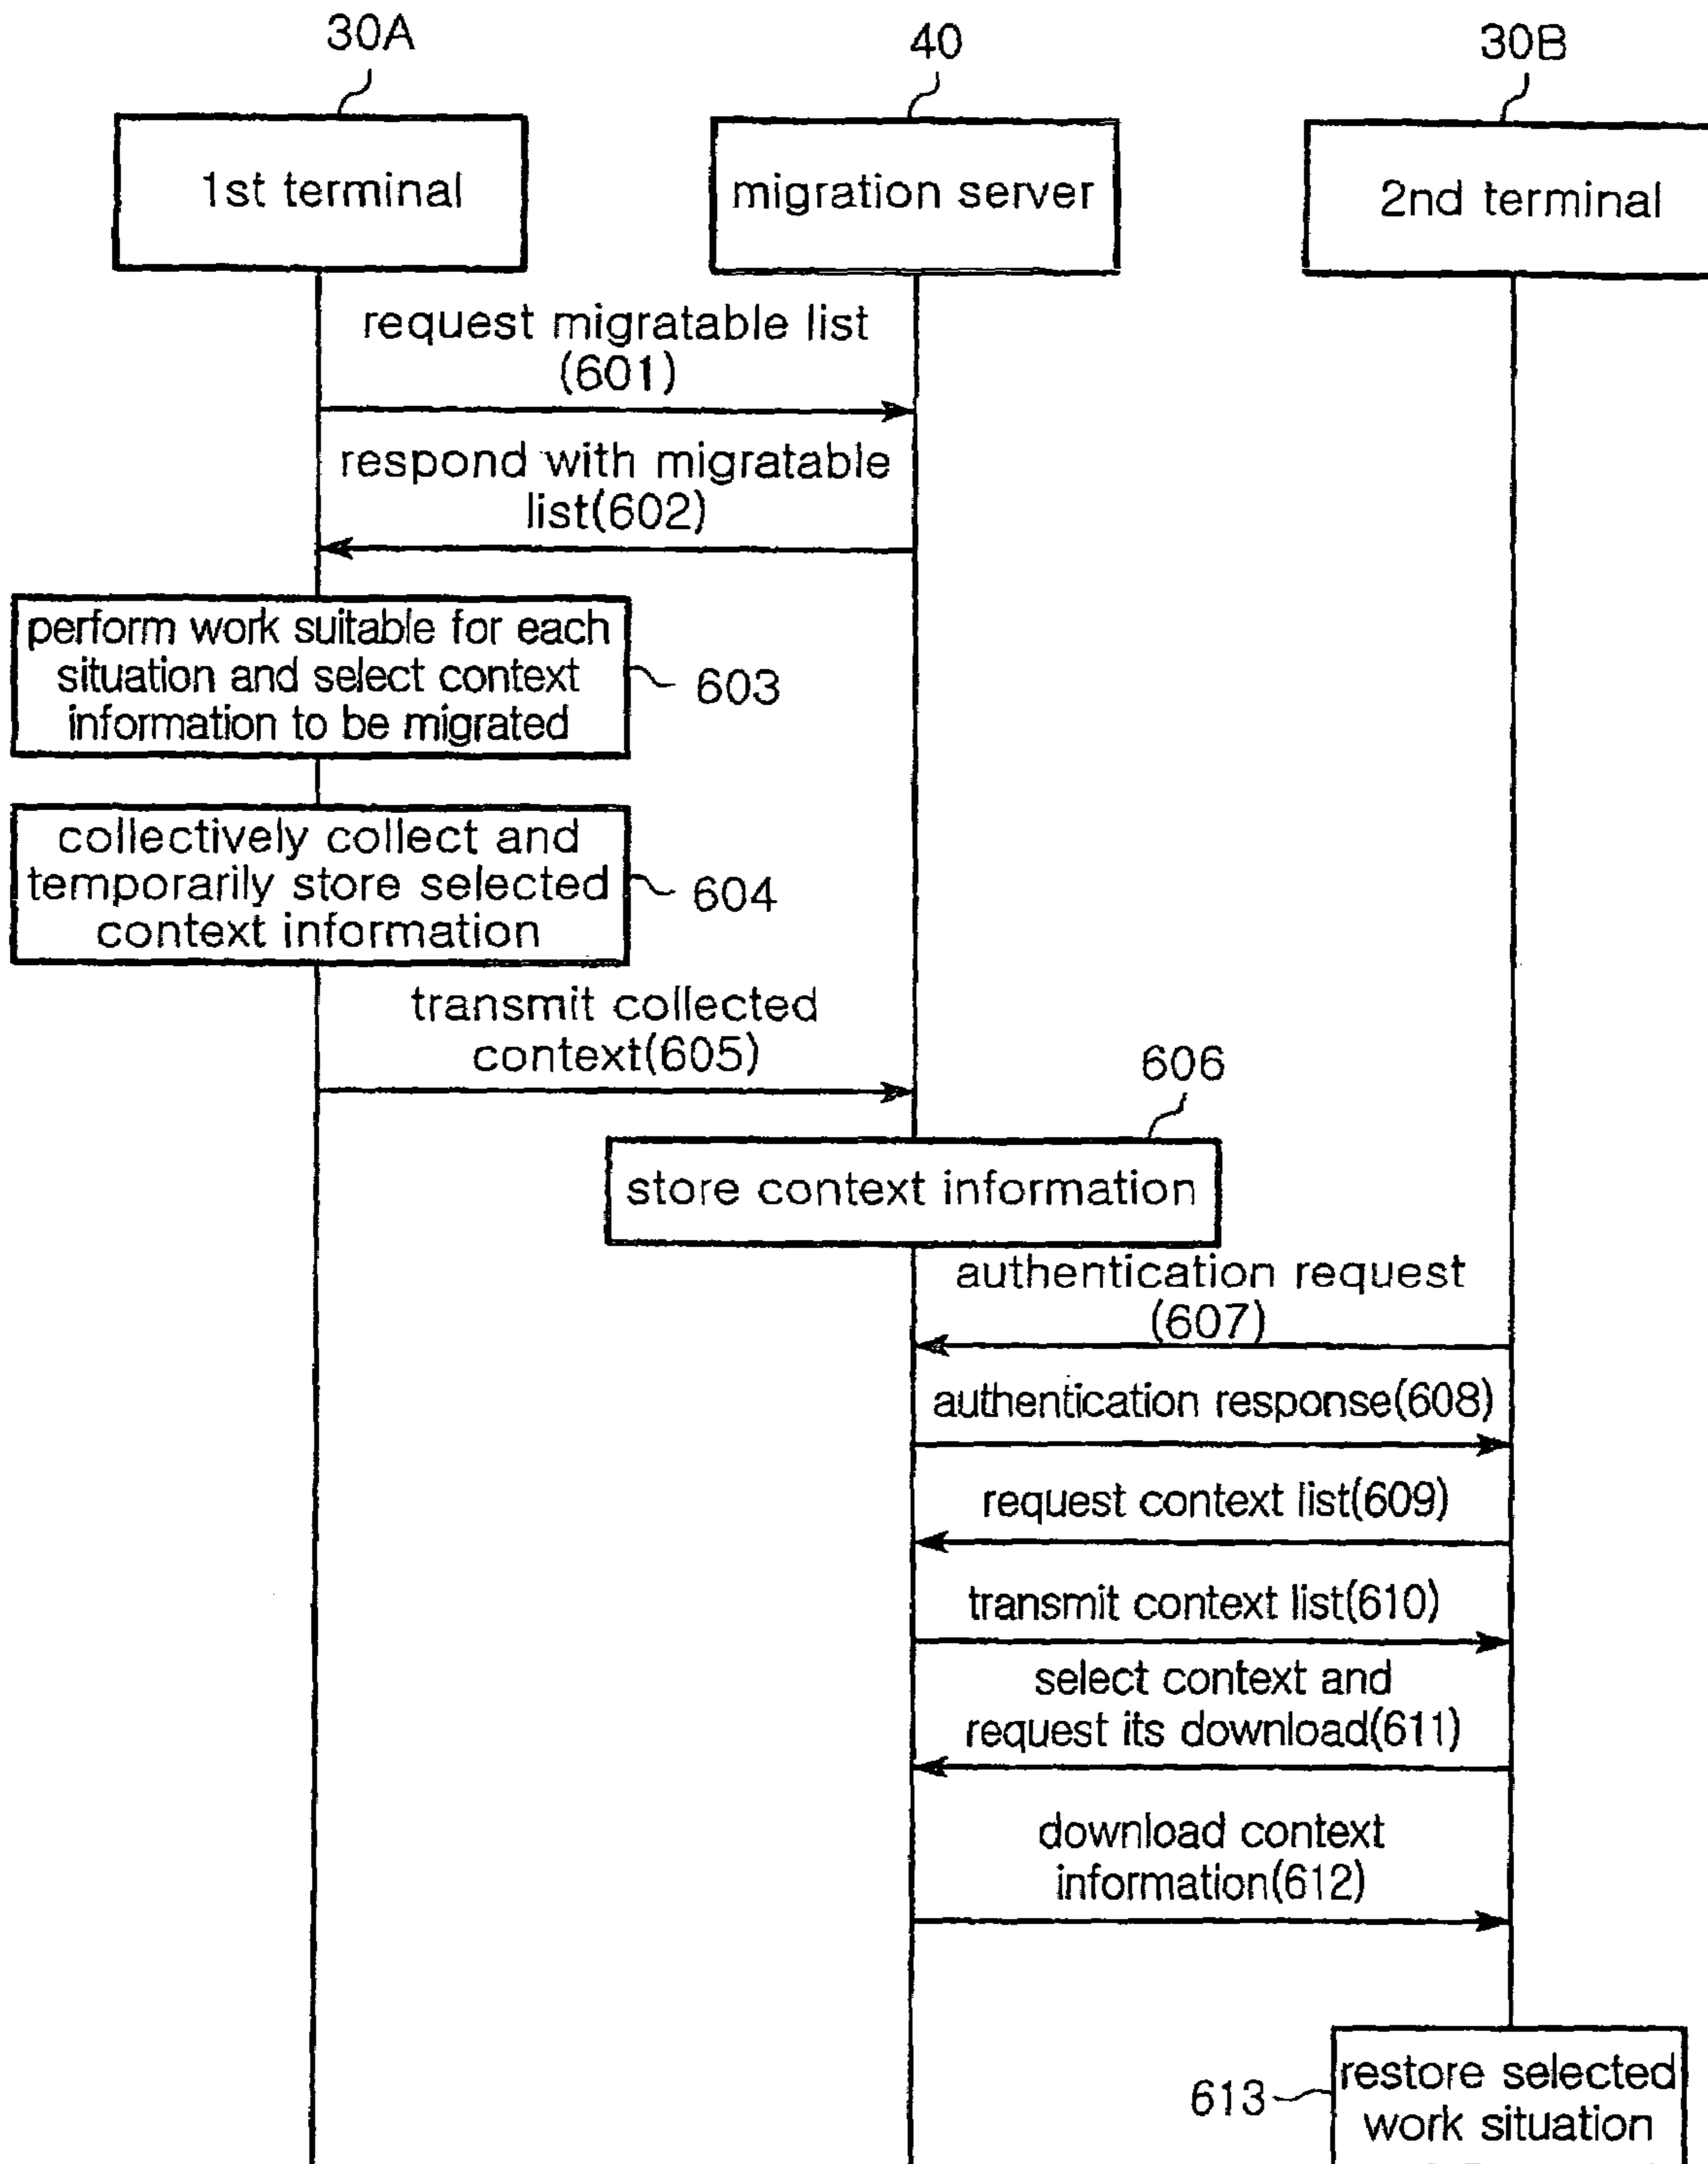 30A
40
30B
1st terminal
migration server
2nd terminal
request migratable list
(601)
respond with migratable
list(602)
perform work suitable for each
situation and select context
information to be migrated
603
collectively collect and
temporarily store selected
context information
604
transmit collected
context(605)
606
store context information
authentication request
(607)
authentication response(608)
request context list(609)
transmit context list(610)
select context and
request its download(611)
download context
information(612)
613
restore selected
work situation